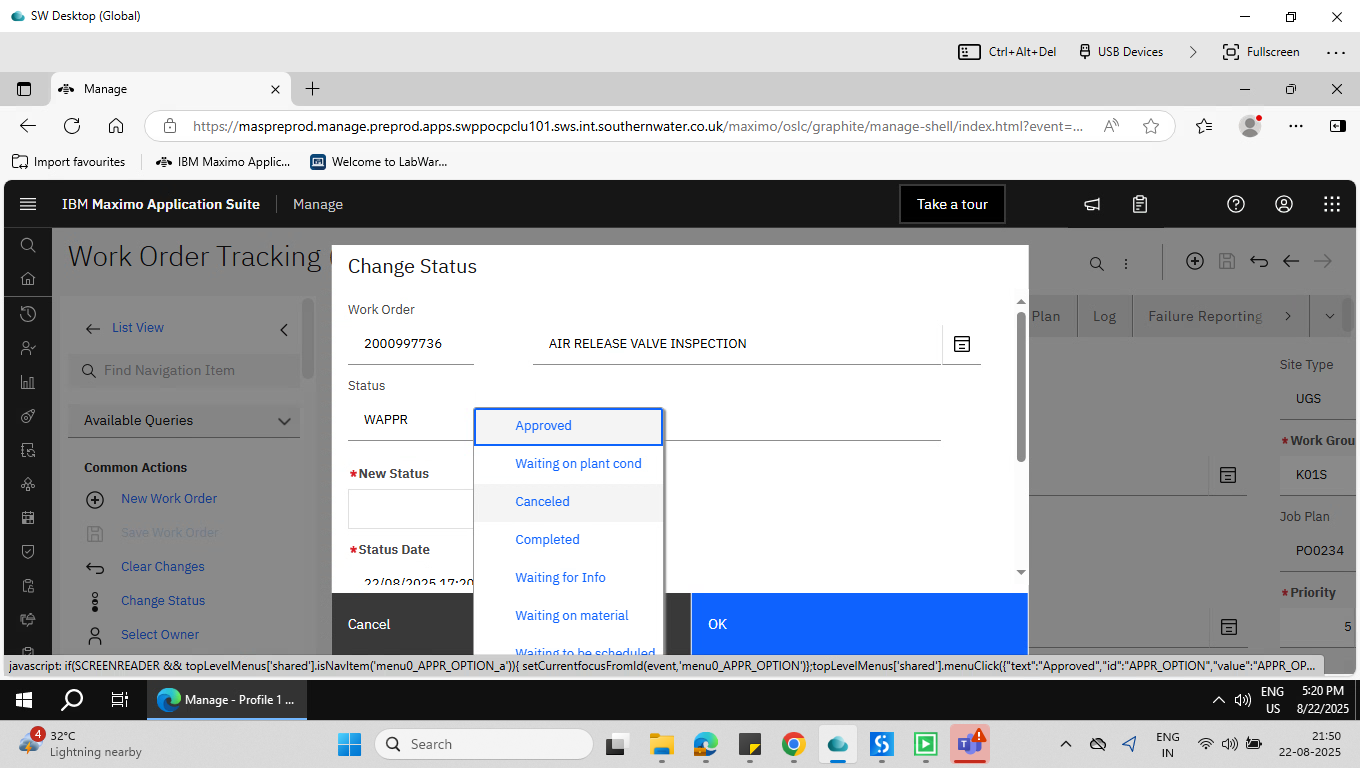 SW Desktop (Global)
Ctrl+Alt+Del
USB Devices
Fullscreen
Manage
https://maspreprod.manage.preprod.apps.swppocpclu101.sws.int.southernwater.co.uk/maximo/oslc/graphite/manage-shell/index.html?event=...
Import favourites
IBM Maximo Applic...
Welcome to LabWar...
IBM Maximo Application Suite
Manage
Take a tour
Work Order Tracking
Change Status
Work Order
2000997736
AIR RELEASE VALVE INSPECTION
Status
WAPPR
New Status
Status Date
22/08/2025 17:20
Approved
Waiting on plant cond
Canceled
Completed
Waiting for Info
Waiting on material
Waiting to be scheduled
Cancel
OK
List View
Find Navigation Item
Available Queries
Common Actions
New Work Order
Save Work Order
Clear Changes
Change Status
Select Owner
Plan
Log
Failure Reporting
Site Type
UGS
*Work Grou
K01S
Job Plan
PO0234
*Priority
5
javascript: if(SCREENREADER && topLevelMenus['shared'].isNavItem('menu0_APPR_OPTION_a')){ setCurrentfocusFromId(event,'menu0_APPR_OPTION')};topLevelMenus['shared'].menuClick({"text":"Approved","id":"APPR_OPTION","value":"APPR_OP...
Manage - Profile 1 ...
ENG
US
5:20 PM
8/22/2025
4
32°C
Lightning nearby
Search
ENG
IN
21:50
22-08-2025